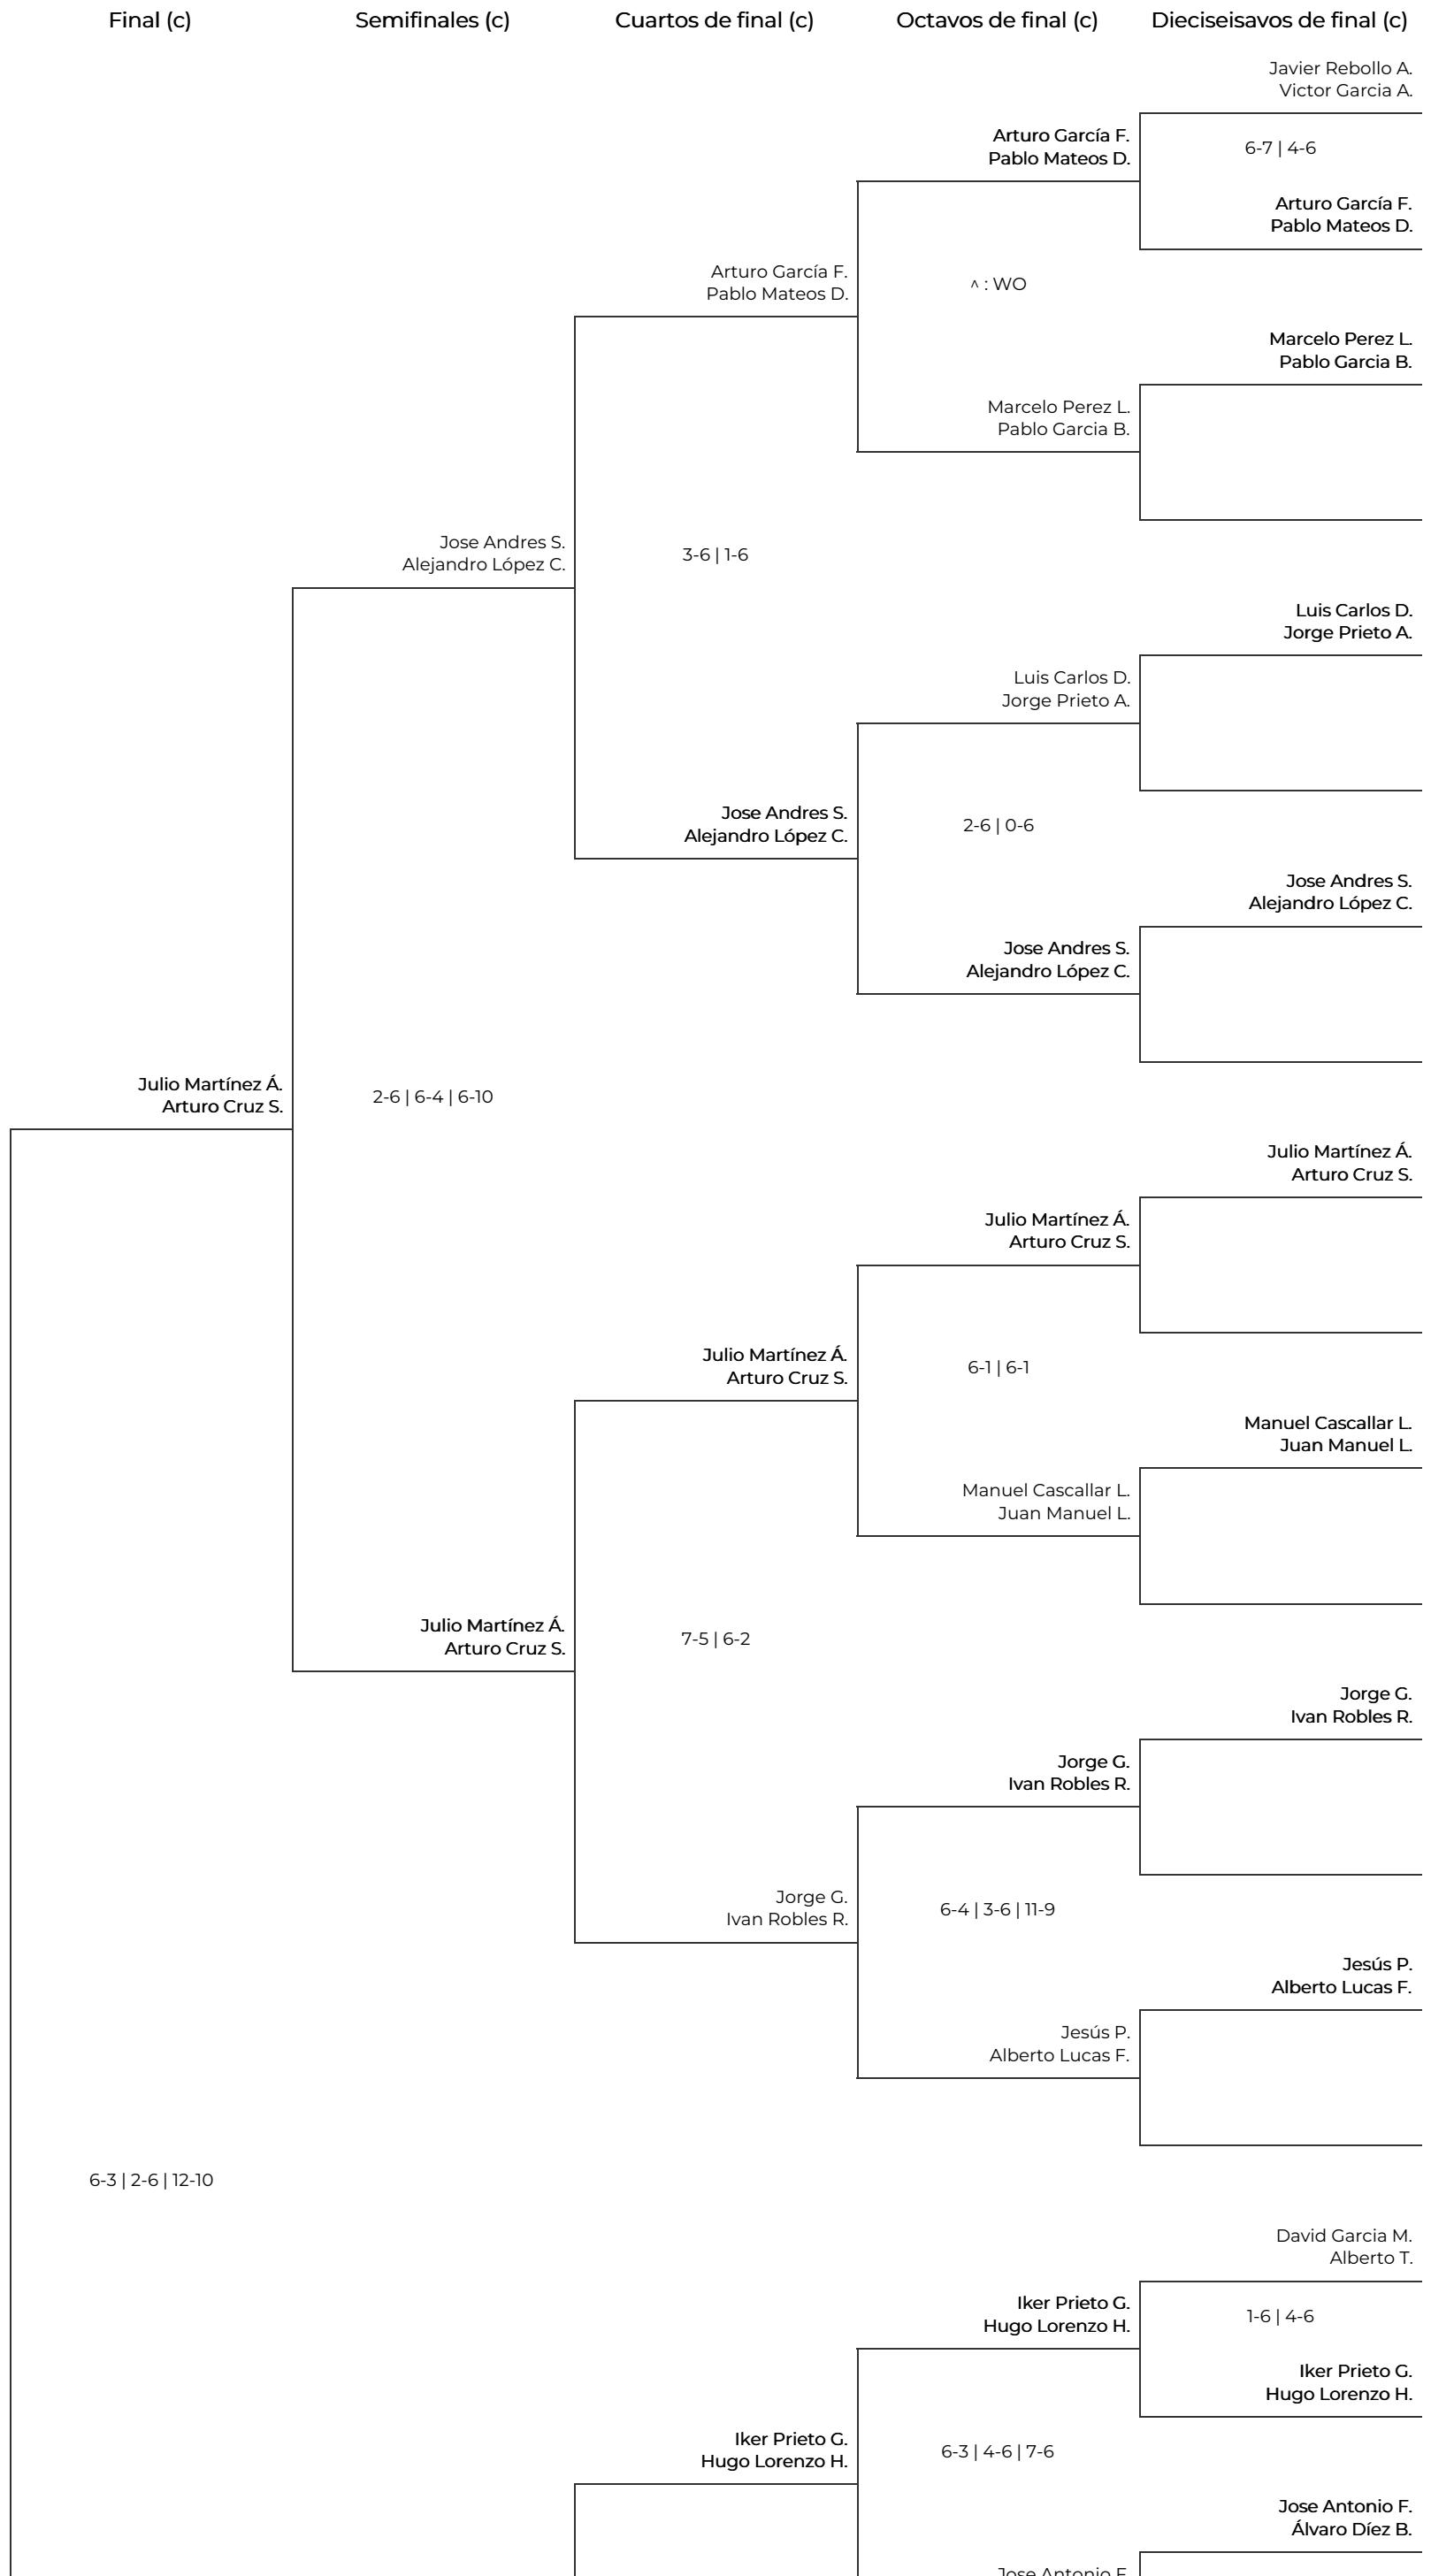 Final (c)
Semifinales (c)
Cuartos de final (c)
Octavos de final (c)
Dieciseisavos de final (c)
Javier Rebollo A.
Victor Garcia A.
Arturo García F.
Pablo Mateos D.
6-7 | 4-6
Arturo García F.
Pablo Mateos D.
Arturo García F.
Pablo Mateos D.
^ : WO
Marcelo Perez L.
Pablo Garcia B.
Marcelo Perez L.
Pablo Garcia B.
Jose Andres S.
Alejandro López C.
3-6 | 1-6
Luis Carlos D.
Jorge Prieto A.
Luis Carlos D.
Jorge Prieto A.
Jose Andres S.
Alejandro López C.
2-6 | 0-6
Jose Andres S.
Alejandro López C.
Jose Andres S.
Alejandro López C.
Julio Martínez Á.
Arturo Cruz S.
2-6 | 6-4 | 6-10
Julio Martínez Á.
Arturo Cruz S.
Julio Martínez Á.
Arturo Cruz S.
Julio Martínez Á.
Arturo Cruz S.
6-1 | 6-1
Manuel Cascallar L.
Juan Manuel L.
Manuel Cascallar L.
Juan Manuel L.
Julio Martínez Á.
Arturo Cruz S.
7-5 | 6-2
Jorge G.
Ivan Robles R.
Jorge G.
Ivan Robles R.
Jorge G.
Ivan Robles R.
6-4 | 3-6 | 11-9
Jesús P.
Alberto Lucas F.
Jesús P.
Alberto Lucas F.
6-3 | 2-6 | 12-10
David Garcia M.
Alberto T.
Iker Prieto G.
Hugo Lorenzo H.
1-6 | 4-6
Iker Prieto G.
Hugo Lorenzo H.
Iker Prieto G.
Hugo Lorenzo H.
6-3 | 4-6 | 7-6
Jose Antonio F.
Álvaro Díez B.
Jose Antonio F.